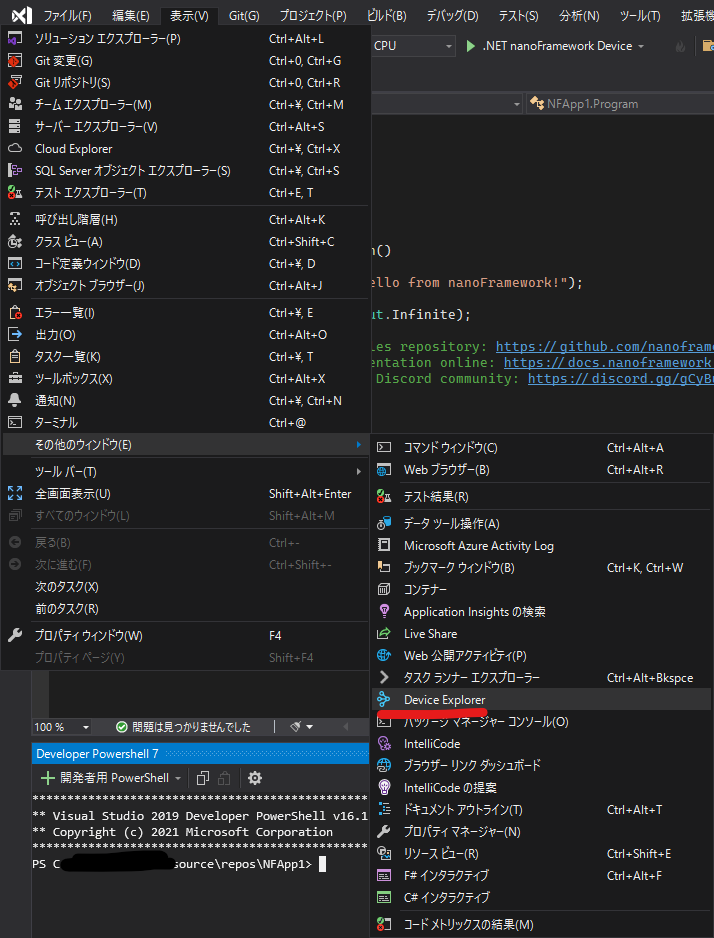 ファイル(F) 編集(E) 表示(V) Git(G) プロジェクト(P) ビルド(B) デバッグ(D) テスト(S) 分析(N) ツール(T)
CPU .NET nanoFramework Device
NFApp1.Program
ソリューション エクスプローラー(P) Ctrl+Alt+L
Git 変更(G) Ctrl+0, Ctrl+G
Git リポジトリ(S) Ctrl+0, Ctrl+R
チーム エクスプローラー(M) Ctrl+¥, Ctrl+M
サーバー エクスプローラー(V) Ctrl+Alt+S
Cloud Explorer Ctrl+¥, Ctrl+X
SQL Server オブジェクト エクスプローラー(S) Ctrl+¥, Ctrl+S
テスト エクスプローラー(T) Ctrl+E, T
呼び出し階層(H) Ctrl+Alt+K
クラス ビュー(A) Ctrl+Shift+C
コード定義ウィンドウ(D) Ctrl+¥, D
オブジェクト ブラウザー(J) Ctrl+Alt+J
エラー一覧(I) Ctrl+¥, E
出力(O) Ctrl+Alt+O
タスク一覧(K) Ctrl+¥, T
ツールボックス(X) Ctrl+Alt+X
通知(N) Ctrl+¥, Ctrl+N
ターミナル Ctrl+@
その他のウィンドウ(E)
ツール バー(T)
全画面表示(U) Shift+Alt+Enter
すべてのウィンドウ(L) Shift+Alt+M
戻る(B) Ctrl+-
次に進む(F) Ctrl+Shift+-
次のタスク(X)
前のタスク(R)
プロパティ ウィンドウ(W) F4
プロパティ ページ(Y) Shift+F4
()
ello from nanoFramework!");
ut.Infinite);
les repository: https://github.com/nanofram
entation online: https://docs.nanoframework
Discord community: https://discord.gg/gCyB
コマンド ウィンドウ(C) Ctrl+Alt+A
Web ブラウザー(B) Ctrl+Alt+R
テスト結果(R)
データ ツール操作(A)
Microsoft Azure Activity Log
ブックマーク ウィンドウ(B) Ctrl+K, Ctrl+W
コンテナー
Application Insights の検索
Live Share
Web 公開アクティビティ(P)
タスク ランナー エクスプローラー Ctrl+Alt+Bkspce
Device Explorer
パッケージ マネージャー コンソール(O)
IntelliCode
ブラウザー リンク ダッシュボード
IntelliCode の提案
ドキュメント アウトライン(T) Ctrl+Alt+T
プロパティ マネージャー(N)
リソース ビュー(R) Ctrl+Shift+E
F# インタラクティブ Ctrl+Alt+F
C# インタラクティブ
コード メトリックスの結果(M)
100 % 問題は見つかりませんでした
Developer Powershell 7
開発者用 PowerShell
******************************************
** Visual Studio 2019 Developer PowerShell v16.1
** Copyright (c) 2021 Microsoft Corporation
******************************************
PS C source\repos\NFApp1>